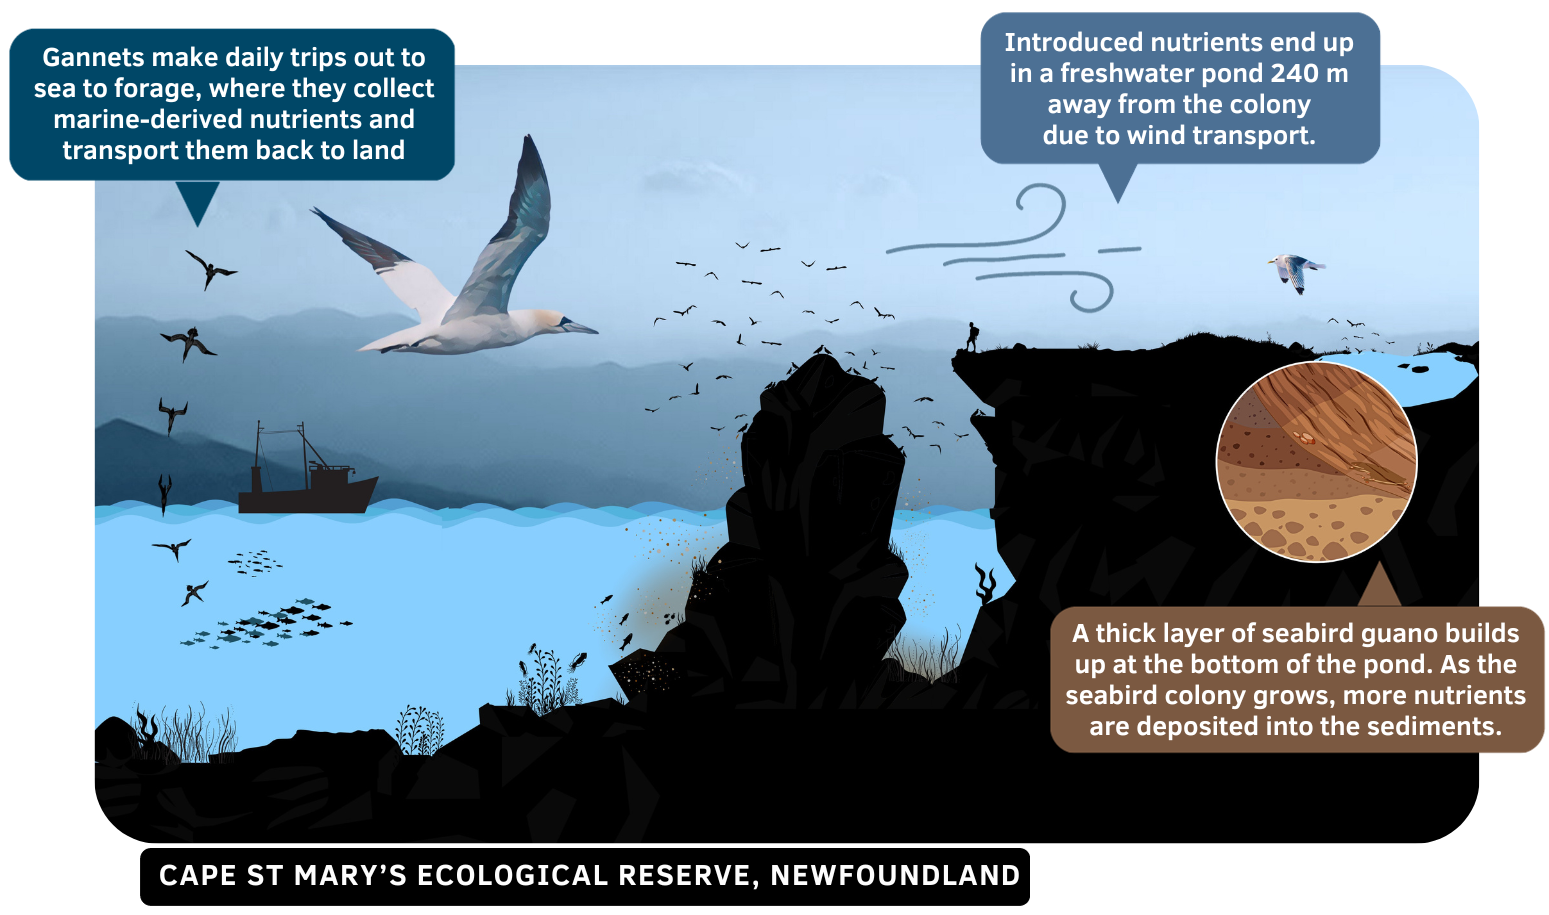 Gannets make daily trips out to
sea to forage, where they collect
marine-derived nutrients and
transport them back to land
Introduced nutrients end up
in a freshwater pond 240 m
away from the colony
due to wind transport.
A thick layer of seabird guano builds
up at the bottom of the pond. As the
seabird colony grows, more nutrients
are deposited into the sediments.
CAPE ST MARY’S ECOLOGICAL RESERVE, NEWFOUNDLAND